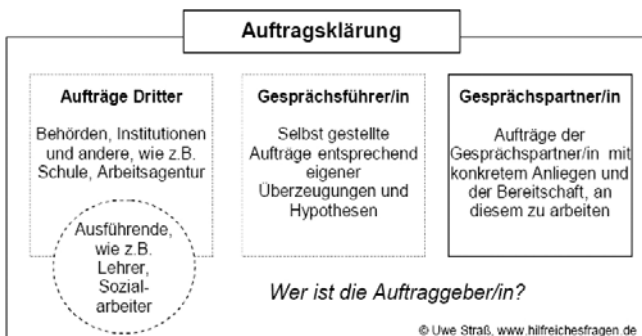 Auftragsklärung
Aufträge Dritter
Behörden, Institutionen
und andere, wie z.B.
Schule, Arbeitsagentur
Ausführende,
wie z.B.
Lehrer,
Sozial-
arbeiter
Gesprächsführer/in
Selbst gestellte
Aufträge entsprechend
eigener
Überzeugungen und
Hypothesen
Gesprächspartner/in
Aufträge der
Gesprächspartner/in mit
konkretem Anliegen und
der Bereitschaft, an
diesem zu arbeiten
Wer ist die Auftraggeber/in?
© Uwe Straß, www.hilfreichesfragen.de